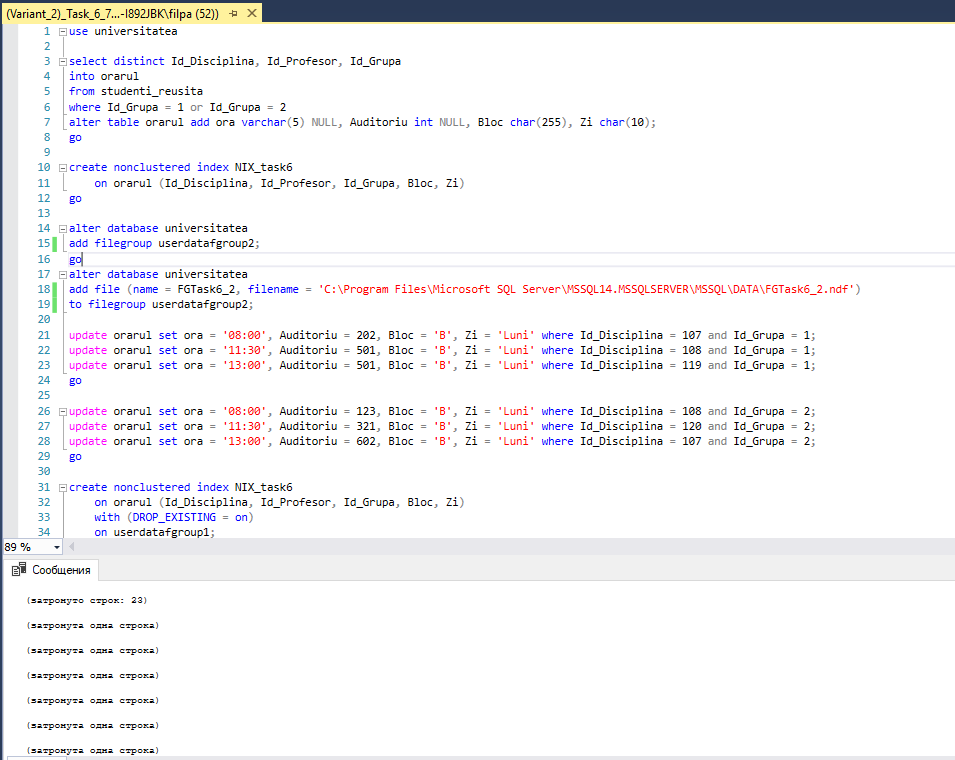 (Variant_2)_Task_6_7...-I892JBK\filpa (52))
1 use universitatea
2
3 select distinct Id_Disciplina, Id_Profesor, Id_Grupa
4 into orarul
5 from studenti_reusita
6 where Id_Grupa = 1 or Id_Grupa = 2
7 alter table orarul add ora varchar(5) NULL, Auditoriu int NULL, Bloc char(255), Zi char(10);
8 go
9
10 create nonclustered index NIX_task6
11 on orarul (Id_Disciplina, Id_Profesor, Id_Grupa, Bloc, Zi)
12 go
13
14 alter database universitatea
15 add filegroup userdatafgroup2;
16 go
17 alter database universitatea
18 add file (name = FGTask6_2, filename = 'C:\Program Files\Microsoft SQL Server\MSSQL14.MSSQLSERVER\MSSQL\DATA\FGTask6_2.ndf')
19 to filegroup userdatafgroup2;
20
21 update orarul set ora = '08:00', Auditoriu = 202, Bloc = 'B', Zi = 'Luni' where Id_Disciplina = 107 and Id_Grupa = 1;
22 update orarul set ora = '11:30', Auditoriu = 501, Bloc = 'B', Zi = 'Luni' where Id_Disciplina = 108 and Id_Grupa = 1;
23 update orarul set ora = '13:00', Auditoriu = 501, Bloc = 'B', Zi = 'Luni' where Id_Disciplina = 119 and Id_Grupa = 1;
24 go
25
26 update orarul set ora = '08:00', Auditoriu = 123, Bloc = 'B', Zi = 'Luni' where Id_Disciplina = 108 and Id_Grupa = 2;
27 update orarul set ora = '11:30', Auditoriu = 321, Bloc = 'B', Zi = 'Luni' where Id_Disciplina = 120 and Id_Grupa = 2;
28 update orarul set ora = '13:00', Auditoriu = 602, Bloc = 'B', Zi = 'Luni' where Id_Disciplina = 107 and Id_Grupa = 2;
29 go
30
31 create nonclustered index NIX_task6
32 on orarul (Id_Disciplina, Id_Profesor, Id_Grupa, Bloc, Zi)
33 with (DROP_EXISTING = on)
34 on userdatafgroup1;
89 %
Сообщения
(затронуто строк: 23)
(затронута одна строка)
(затронута одна строка)
(затронута одна строка)
(затронута одна строка)
(затронута одна строка)
(затронута одна строка)